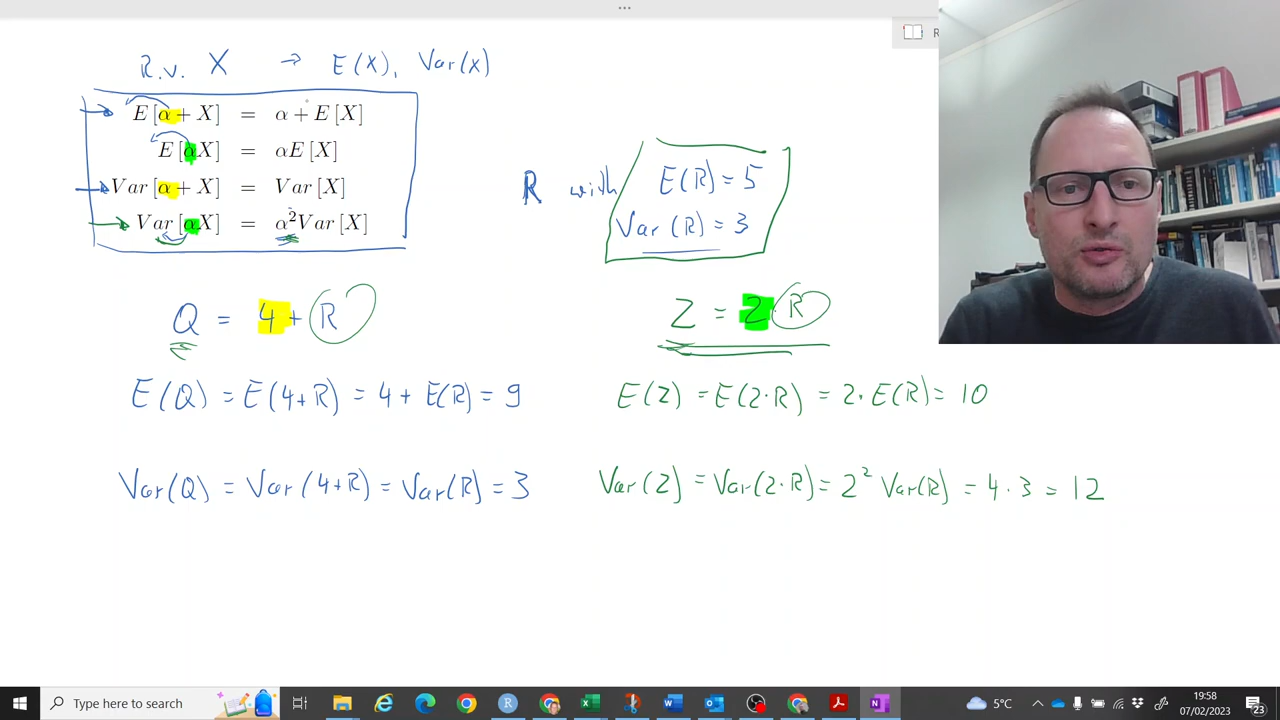 R.v. X → E(X), Var(X)
E [α + X] = α + E [X]
E [αX] = αE [X]
Var [α + X] = Var [X]
Var [αX] = α²Var [X]
R with E(R) = 5
Var(R) = 3
Q = 4 + R
Z = 2·R
E(Q) = E(4+R) = 4 + E(R) = 9
E(Z) = E(2·R) = 2·E(R) = 10
Var(Q) = Var(4+R) = Var(R) = 3
Var(Z) = Var(2·R) = 2² Var(R) = 4·3 = 12
R
Type here to search
5°C
19:58
07/02/2023
23